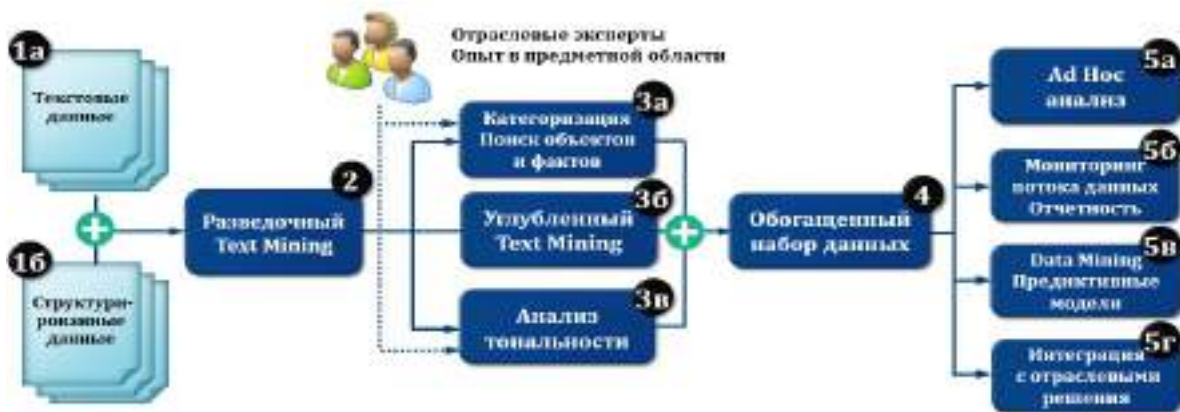 1а
Текстовые
данные
1б
Структури-
рованные
данные
2
Разведочный
Text Mining
Отраслевые эксперты
Опыт в предметной области
3а
Категоризация
Поиск объектов
и фактов
3б
Углубленный
Text Mining
3в
Анализ
тональности
4
Обогащенный
набор данных
5а
Ad Hoc
анализ
5б
Мониторинг
потока данных
Отчетность
5в
Data Mining
Предиктивные
модели
5г
Интеграция
с отраслевыми
решения